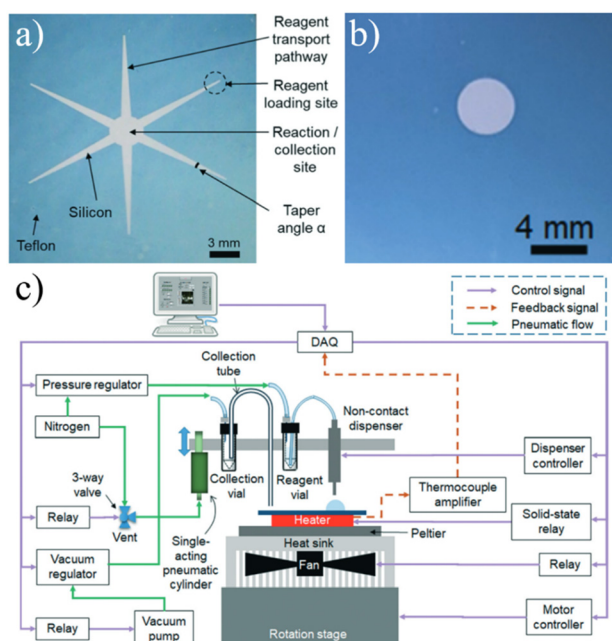 a)
Reagent
transport
pathway
Reagent
loading site
Reaction /
collection
site
Taper
angle α
Silicon
Teflon
3 mm
b)
4 mm
c)
Control signal
Feedback signal
Pneumatic flow
DAQ
Collection
tube
Pressure regulator
Nitrogen
Non-contact
dispenser
3-way
valve
Collection
vial
Reagent
vial
Dispenser
controller
Thermocouple
amplifier
Relay
Vent
Heater
Solid-state
relay
Peltier
Single-
acting
pneumatic
cylinder
Heat sink
Vacuum
regulator
Fan
Relay
Relay
Vacuum
pump
Rotation stage
Motor
controller